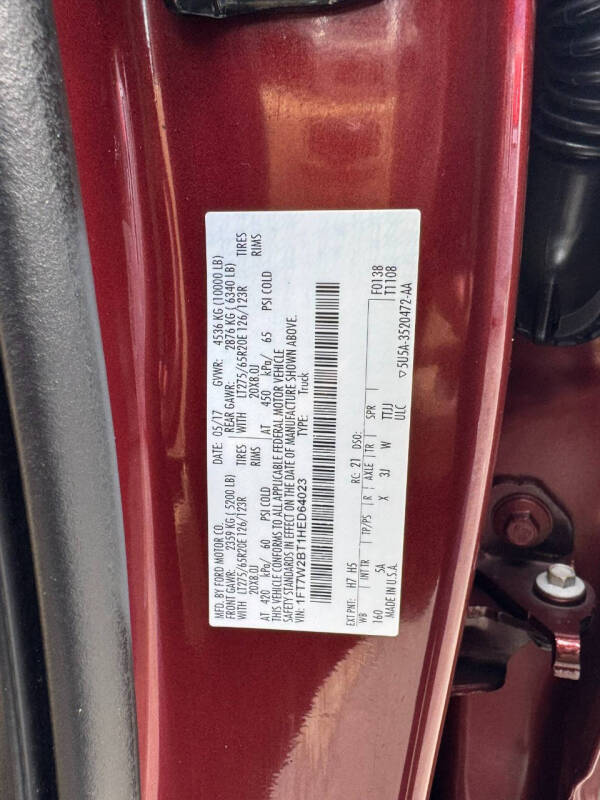 MFD. BY FORD MOTOR CO.
DATE: 05/17 GVWR: 4536 KG (10000 LB)
FRONT GAWR: 2359 KG (5200 LB) REAR GAWR: 2876 KG (6340 LB)
WITH LT275/65R20E 126/123R TIRES WITH LT275/65R20E 126/123R TIRES
20X8.0J RIMS 20X8.0J RIMS
AT 420 kPa/ 60 PSI COLD AT 450 kPa/ 65 PSI COLD
THIS VEHICLE CONFORMS TO ALL APPLICABLE FEDERAL MOTOR VEHICLE
SAFETY STANDARDS IN EFFECT ON THE DATE OF MANUFACTURE SHOWN ABOVE.
VIN: 1FT7W2BT1HED64023 TYPE: Truck
F0138
T1108
EXT PNT: H7 H5 RC: 21 DSO:
WB INT TR TP/PS R AXLE TR SPR
160 5A X 3J W TTJJ
MADE IN U.S.A. ULC
▽5U5A-3520472-AA